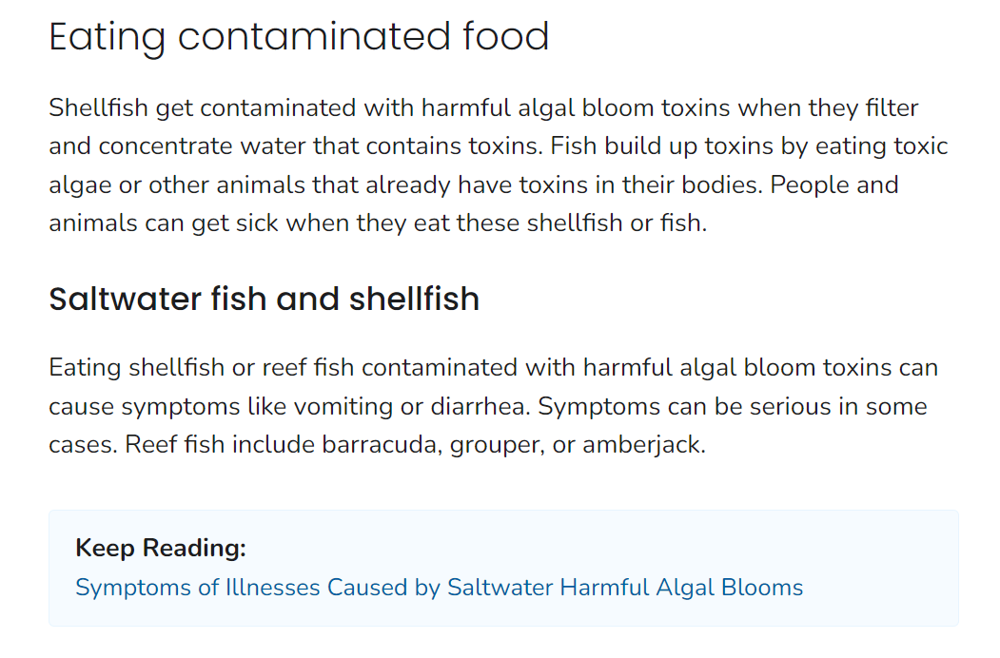 Eating contaminated food
Shellfish get contaminated with harmful algal bloom toxins when they filter
and concentrate water that contains toxins. Fish build up toxins by eating toxic
algae or other animals that already have toxins in their bodies. People and
animals can get sick when they eat these shellfish or fish.
Saltwater fish and shellfish
Eating shellfish or reef fish contaminated with harmful algal bloom toxins can
cause symptoms like vomiting or diarrhea. Symptoms can be serious in some
cases. Reef fish include barracuda, grouper, or amberjack.
Keep Reading:
Symptoms of Illnesses Caused by Saltwater Harmful Algal Blooms